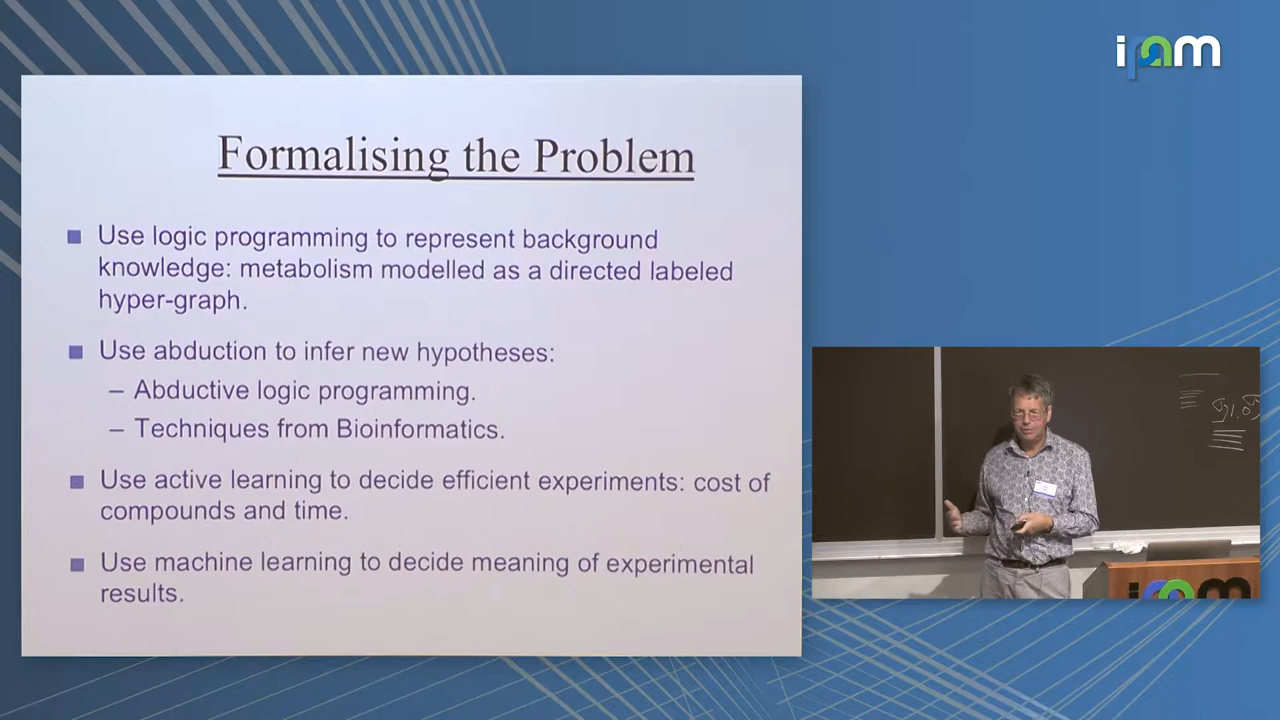 ipam
Formalising the Problem
Use logic programming to represent background
knowledge: metabolism modelled as a directed labeled
hyper-graph.
Use abduction to infer new hypotheses:
– Abductive logic programming.
– Techniques from Bioinformatics.
Use active learning to decide efficient experiments: cost of
compounds and time.
Use machine learning to decide meaning of experimental
results.
ipam